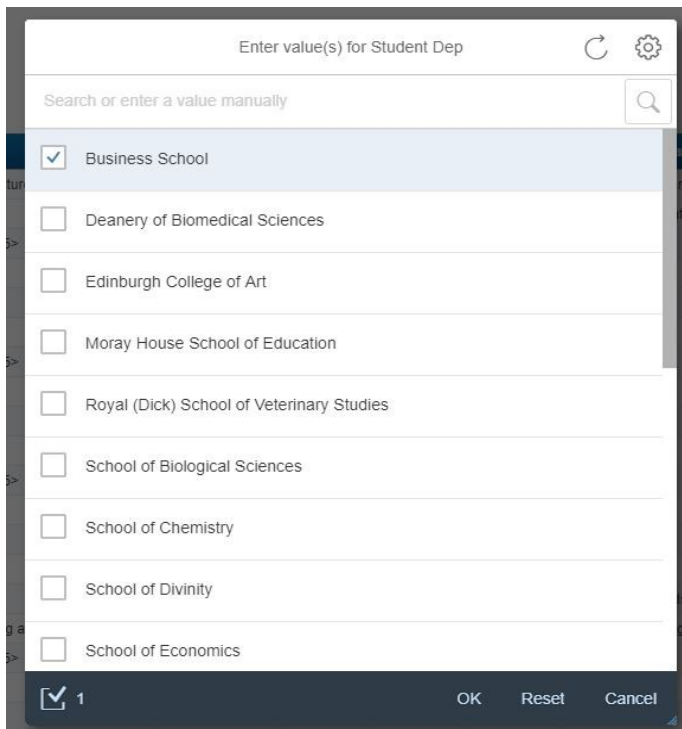 Enter value(s) for Student Dep
Search or enter a value manually
Business School
Deanery of Biomedical Sciences
Edinburgh College of Art
Moray House School of Education
Royal (Dick) School of Veterinary Studies
School of Biological Sciences
School of Chemistry
School of Divinity
School of Economics
1 OK Reset Cancel